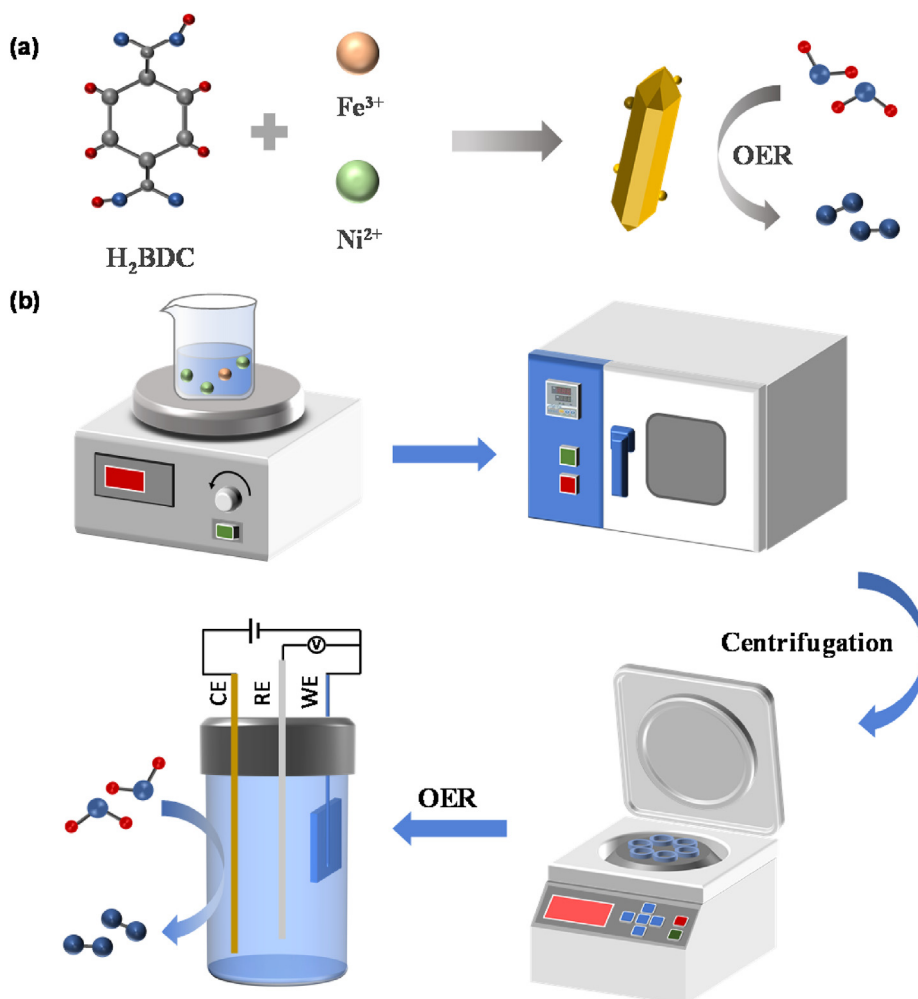 (a)
Fe³⁺
OER
Ni²⁺
H₂BDC
(b)
Centrifugation
V
CE
RE
WE
OER